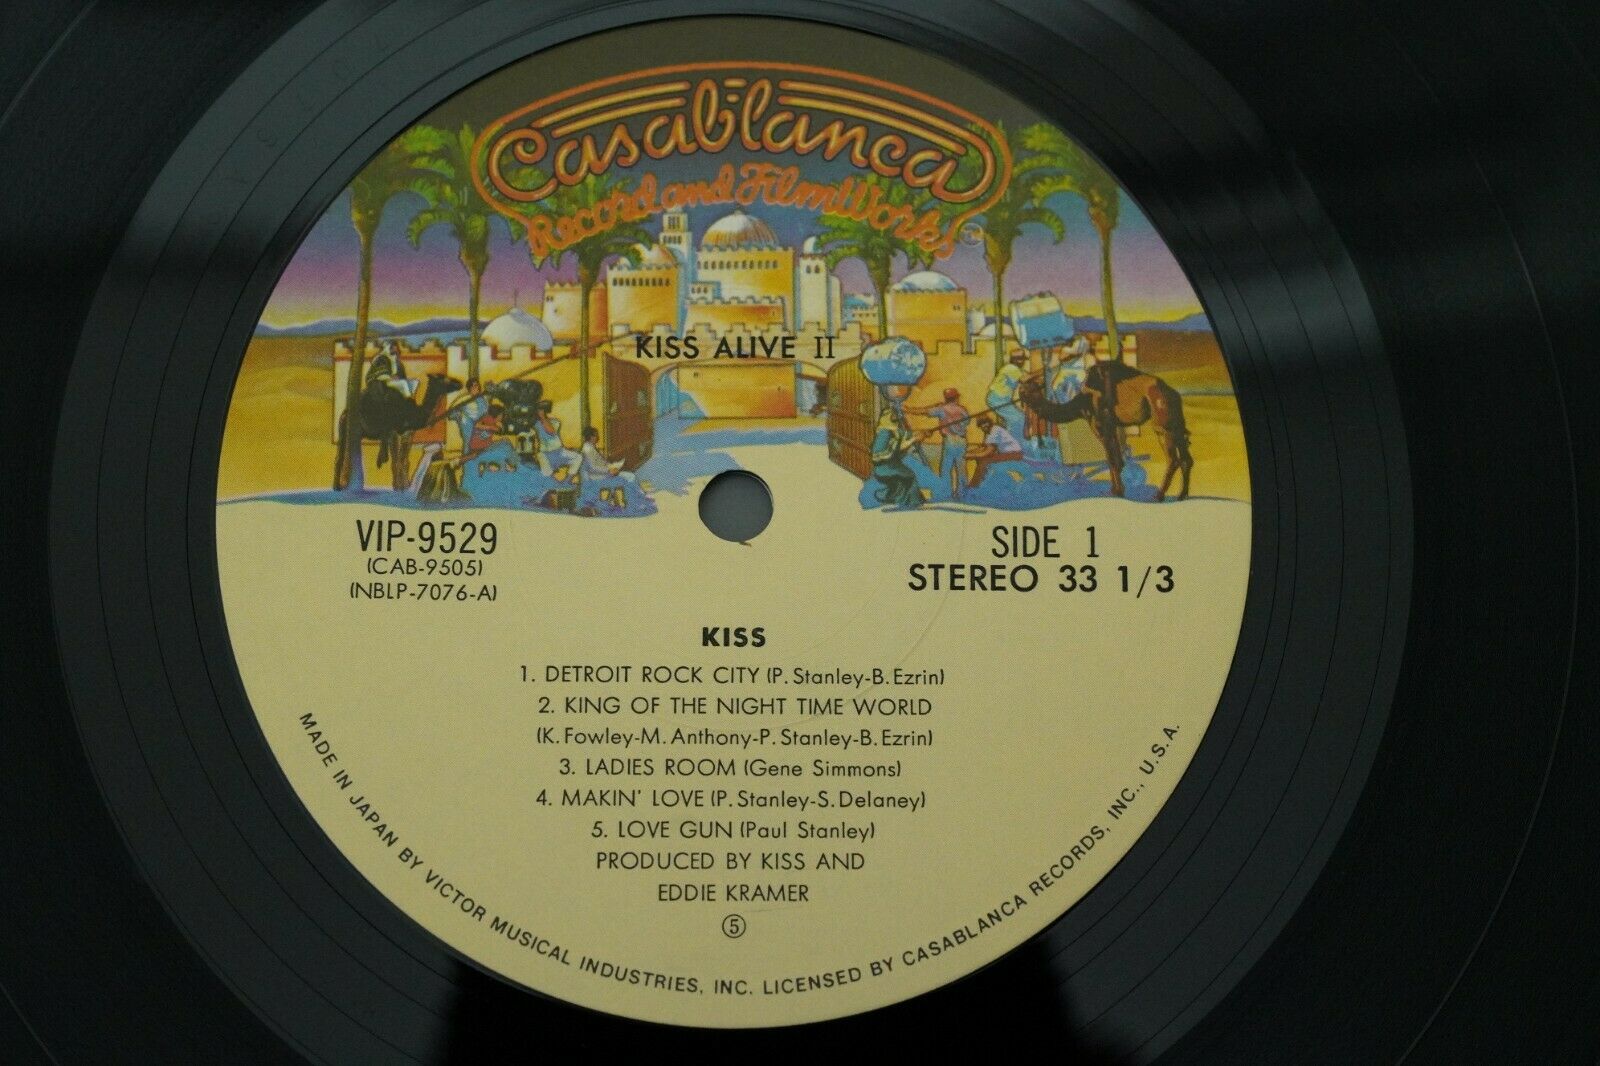 Casablanca
Record and FilmWorks
KISS ALIVE II
VIP-9529
(CAB-9505)
(NBLP-7076-A)
SIDE 1
STEREO 33 1/3
KISS
1. DETROIT ROCK CITY (P. Stanley-B. Ezrin)
2. KING OF THE NIGHT TIME WORLD
(K. Fowley-M. Anthony-P. Stanley-B. Ezrin)
3. LADIES ROOM (Gene Simmons)
4. MAKIN' LOVE (P. Stanley-S. Delaney)
5. LOVE GUN (Paul Stanley)
PRODUCED BY KISS AND
EDDIE KRAMER
⑤
MADE IN JAPAN BY VICTOR MUSICAL INDUSTRIES, INC. LICENSED BY CASABLANCA RECORDS, INC., U.S.A.